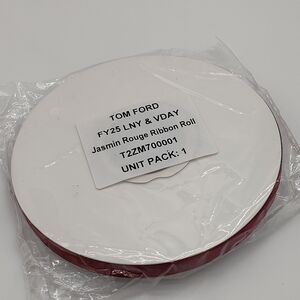 TOM FORD
FY25 LNY & VDAY
Jasmin Rouge Ribbon Roll
T2ZM700001
UNIT PACK: 1